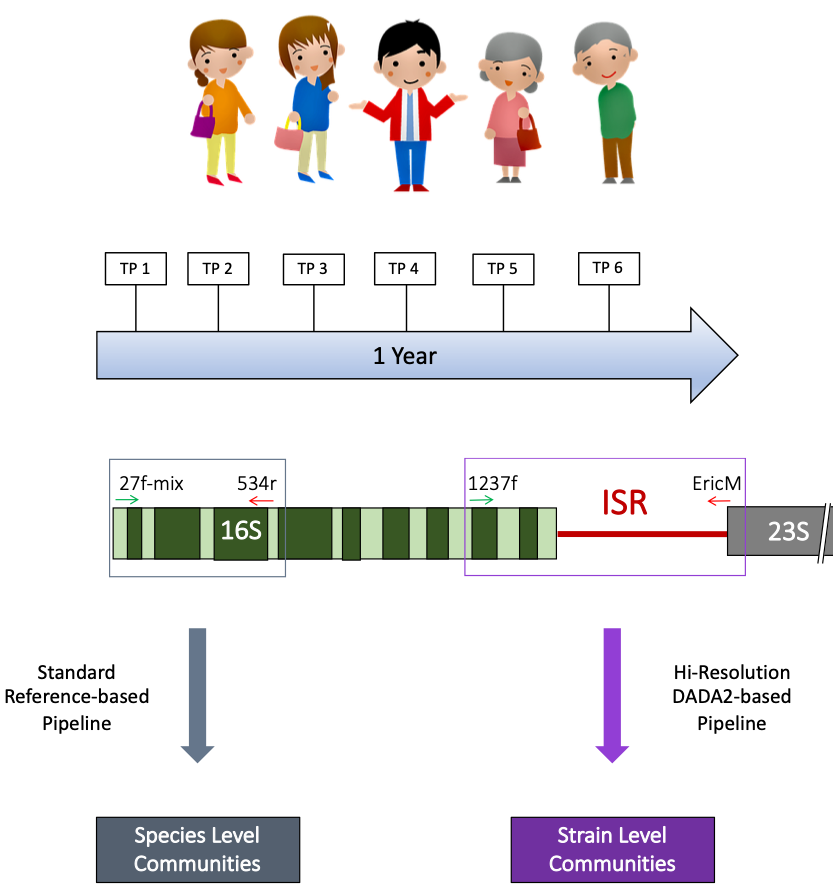 TP 1
TP 2
TP 3
TP 4
TP 5
TP 6
1 Year
27f-mix
534r
1237f
EricM
ISR
16S
23S
Standard
Reference-based
Pipeline
Hi-Resolution
DADA2-based
Pipeline
Species Level
Communities
Strain Level
Communities